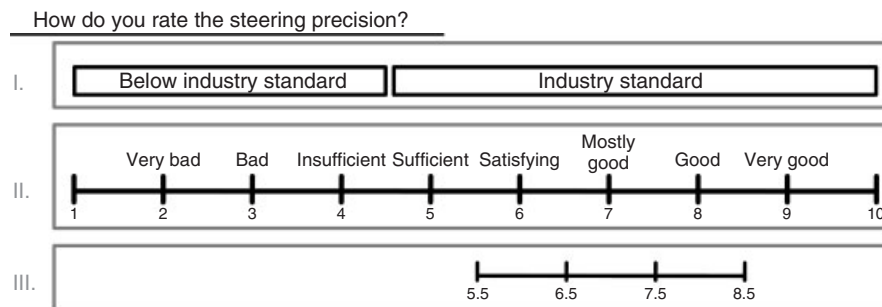 How do you rate the steering precision?
I.
Below industry standard Industry standard
II.
Very bad Bad Insufficient Sufficient Satisfying Mostly good Good Very good
1 2 3 4 5 6 7 8 9 10
III.
5.5 6.5 7.5 8.5